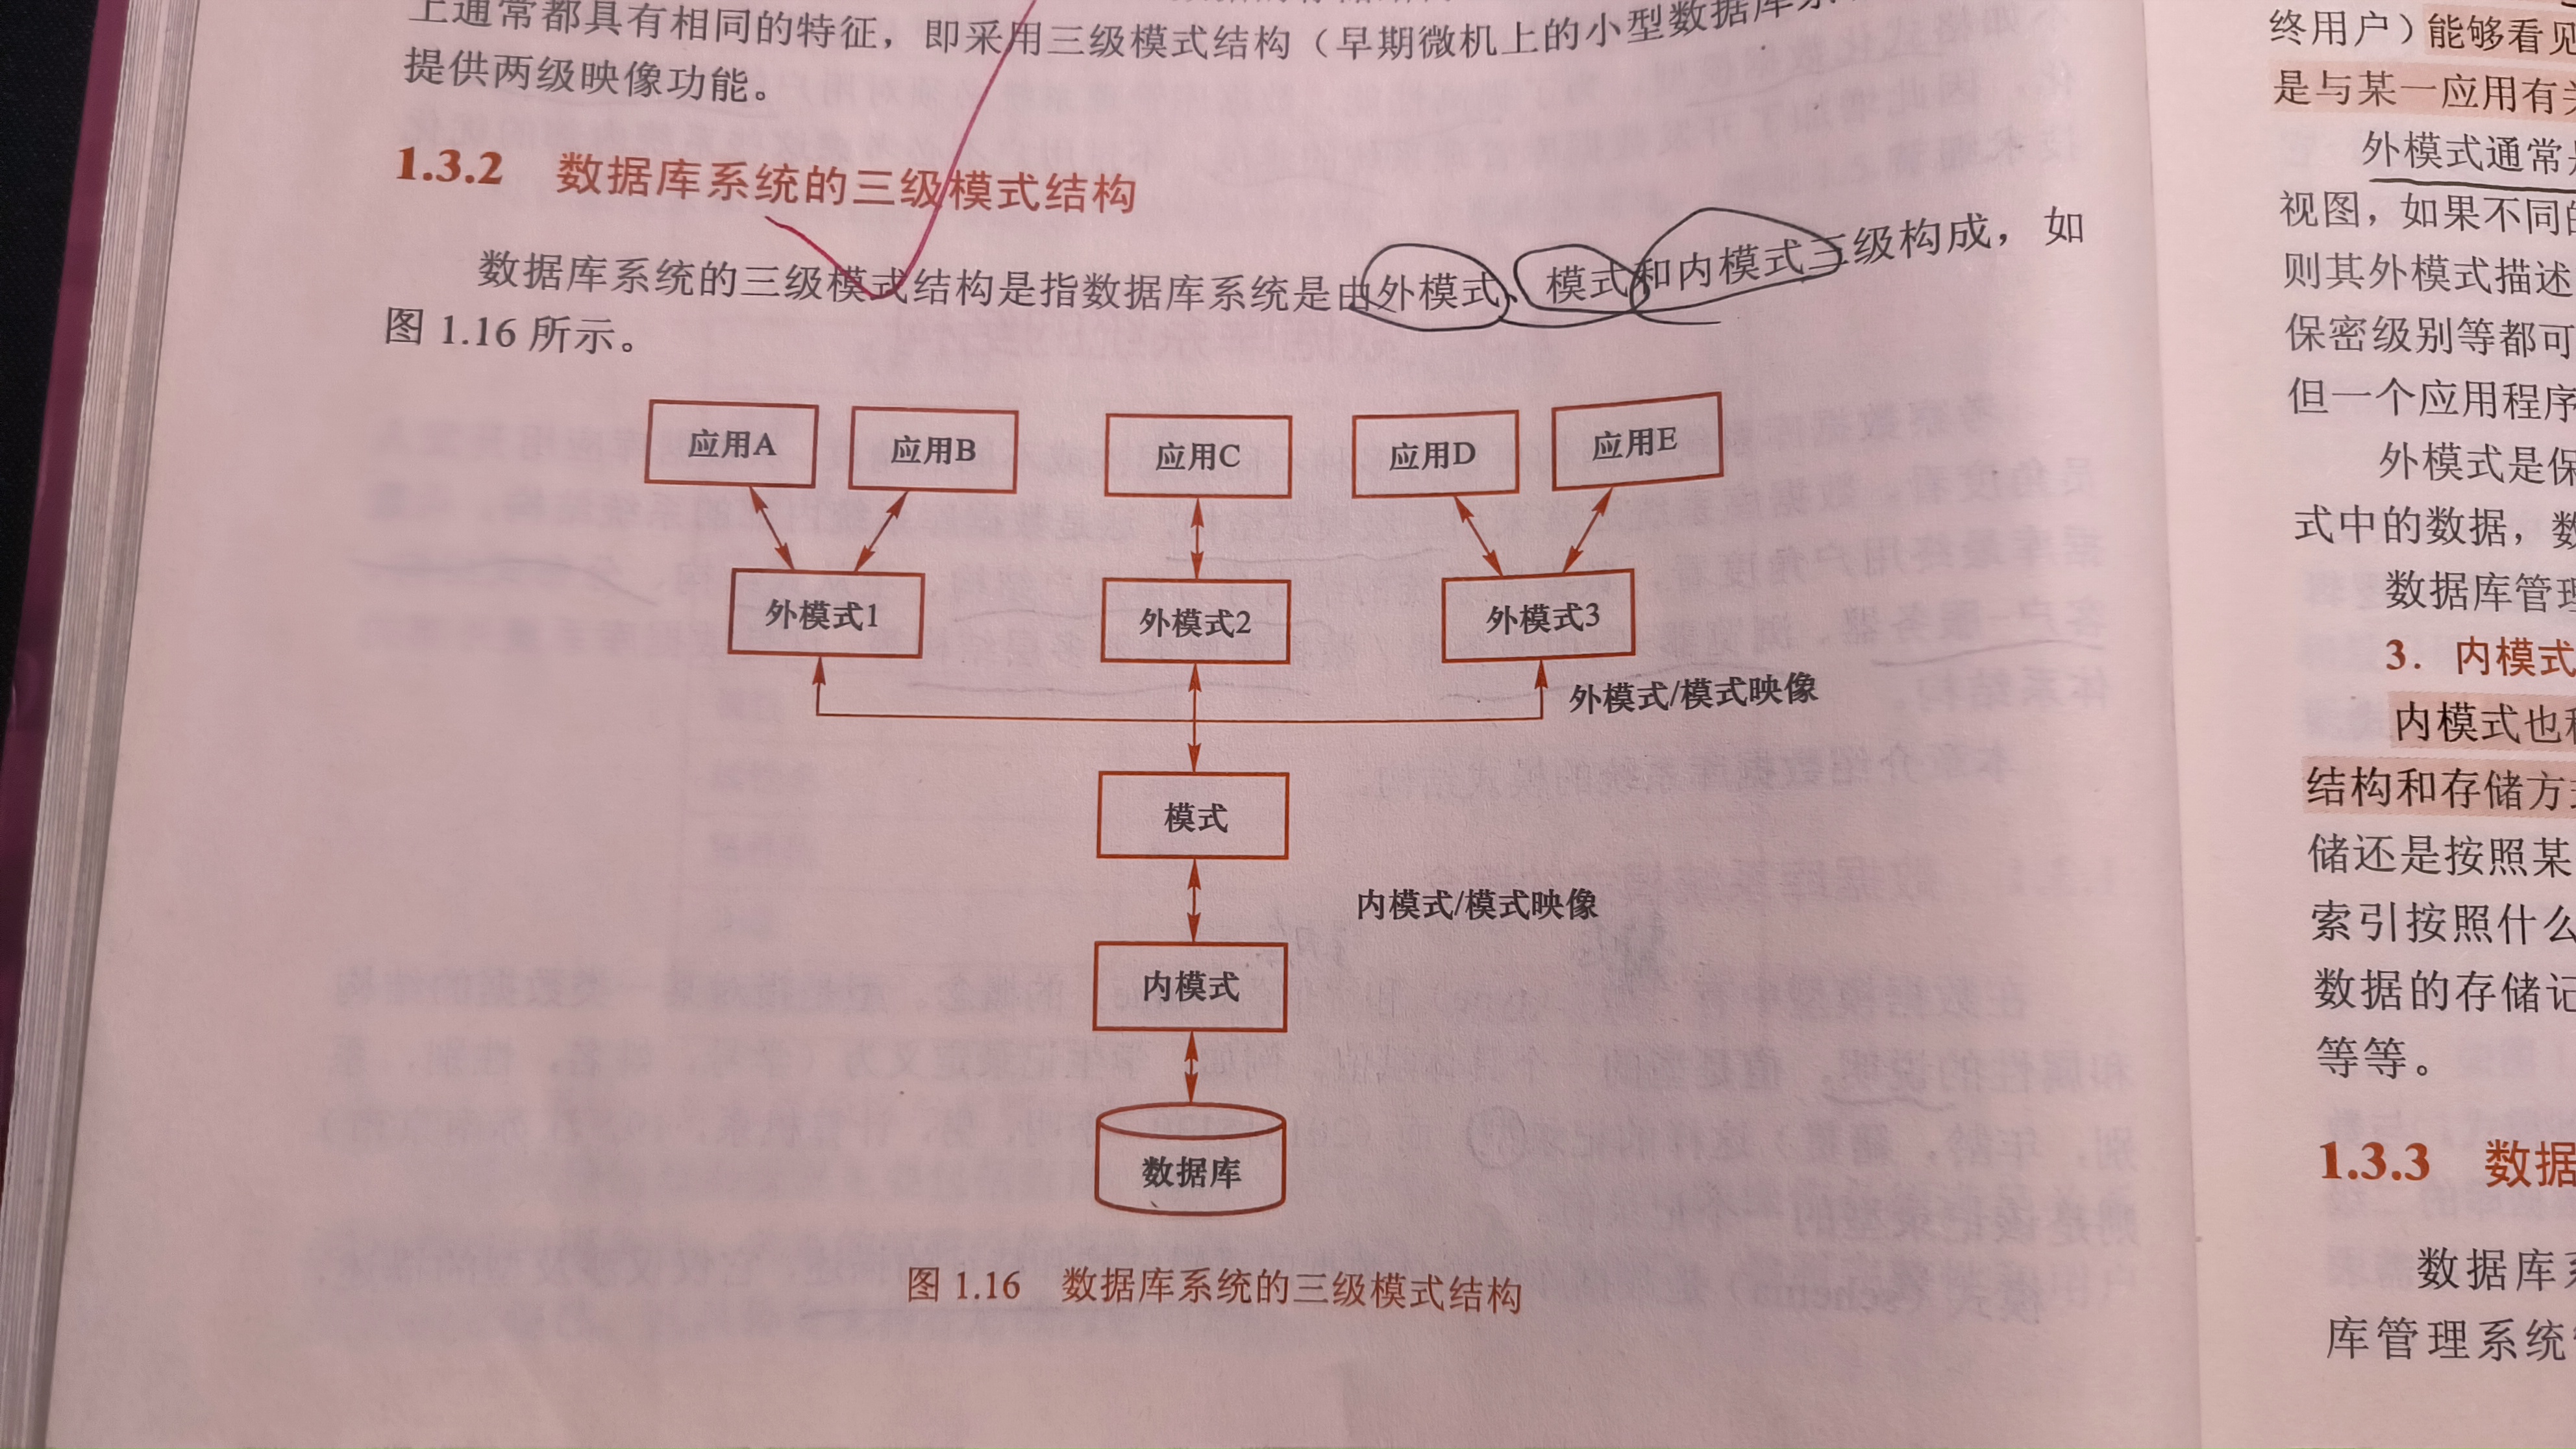 上通常都具有相同的特征，即采用三级模式结构（早期微机上的小型数据库系
提供两级映像功能。
1.3.2 数据库系统的三级模式结构
数据库系统的三级模式结构是指数据库系统是由外模式、模式和内模式三级构成，如
图 1.16 所示。
应用A 应用B 应用C 应用D 应用E
外模式1 外模式2 外模式3
外模式/模式映像
模式
内模式/模式映像
内模式
数据库
图 1.16 数据库系统的三级模式结构
终用户）能够看见
是与某一应用有关
外模式通常是
视图，如果不同的
则其外模式描述
保密级别等都可
但一个应用程序
外模式是保
式中的数据，数
数据库管理
3. 内模式
内模式也称
结构和存储方式
储还是按照某
索引按照什么
数据的存储记
等等。
1.3.3 数据
数据库系
库管理系统